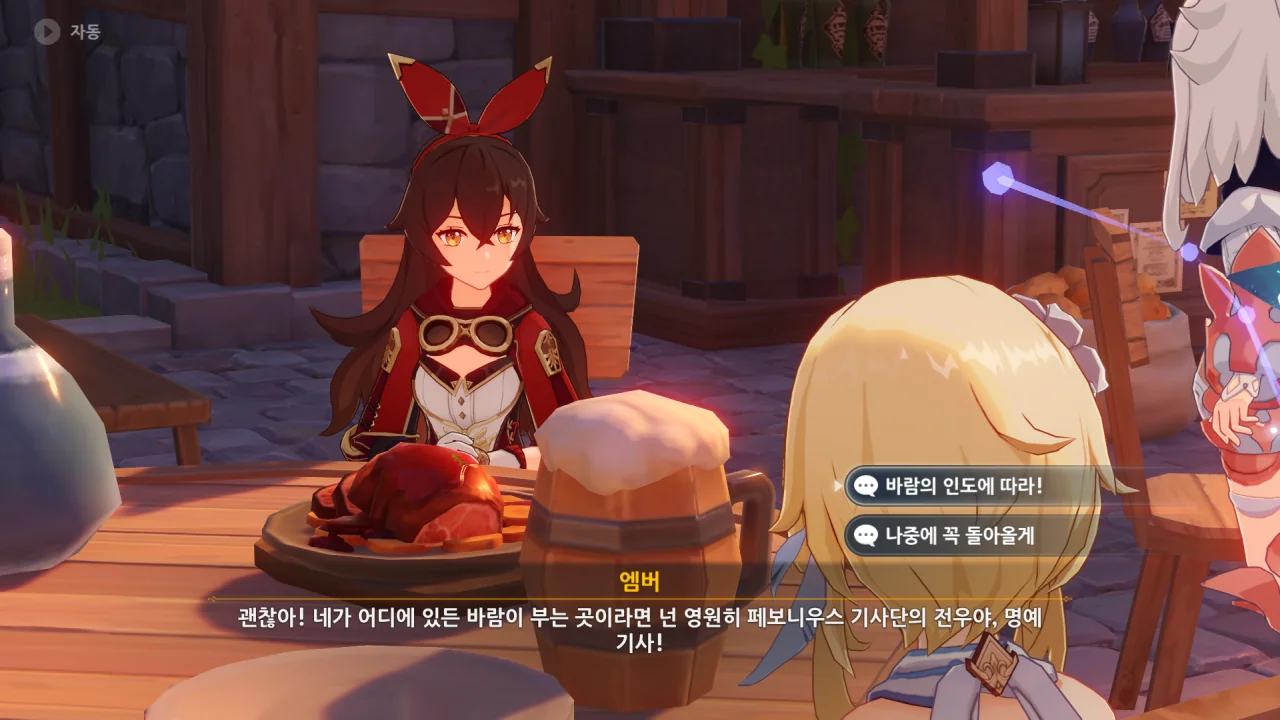 자동
바람의 인도에 따라!
나중에 꼭 돌아올게
엠버
괜찮아! 네가 어디에 있든 바람이 부는 곳이라면 넌 영원히 페보니우스 기사단의 전우야, 명예
기사!